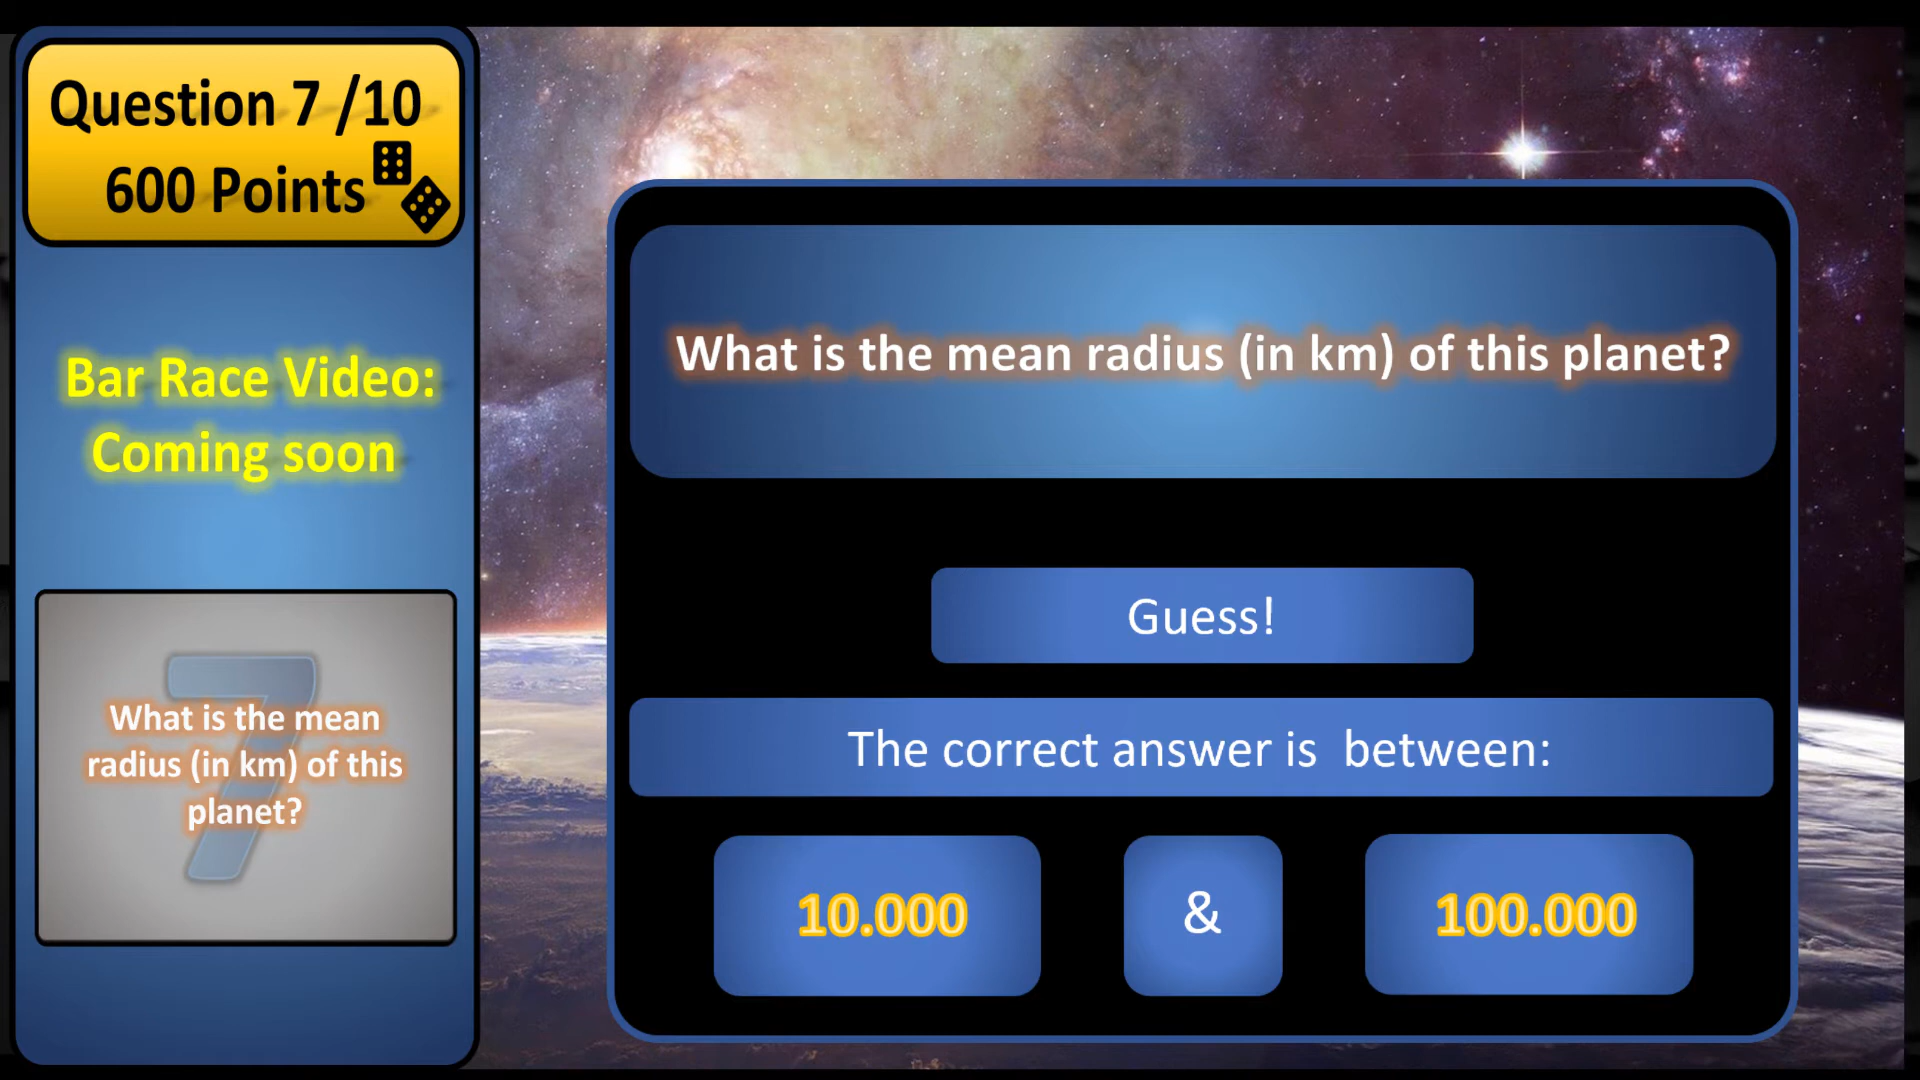 Question 7 /10
600 Points
Bar Race Video:
Coming soon
7
What is the mean
radius (in km) of this
planet?
What is the mean radius (in km) of this planet?
Guess!
The correct answer is between:
10.000
&
100.000